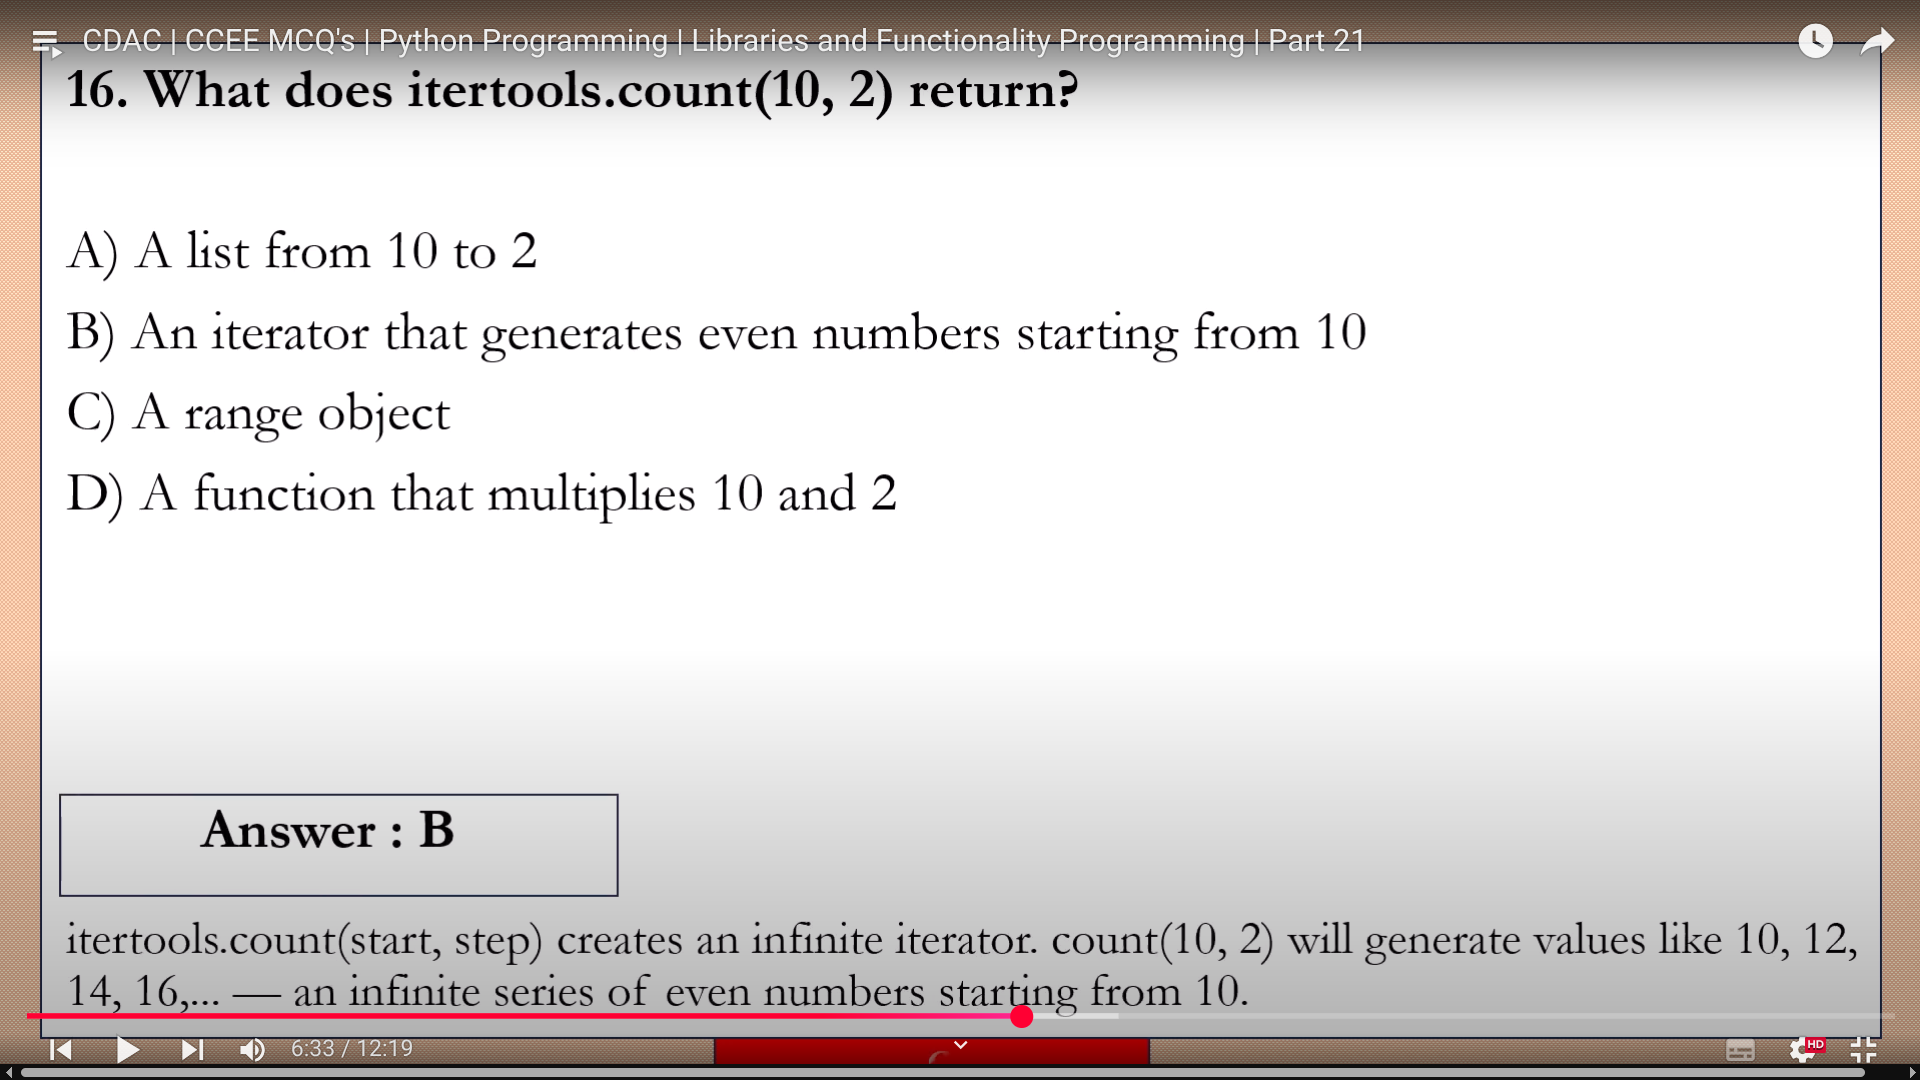 CDAC | CCEE MCQ's | Python Programming | Libraries and Functionality Programming | Part 21
16. What does itertools.count(10, 2) return?
A) A list from 10 to 2
B) An iterator that generates even numbers starting from 10
C) A range object
D) A function that multiplies 10 and 2
Answer : B
itertools.count(start, step) creates an infinite iterator. count(10, 2) will generate values like 10, 12,
14, 16,... — an infinite series of even numbers starting from 10.
6:33 / 12:19
HD